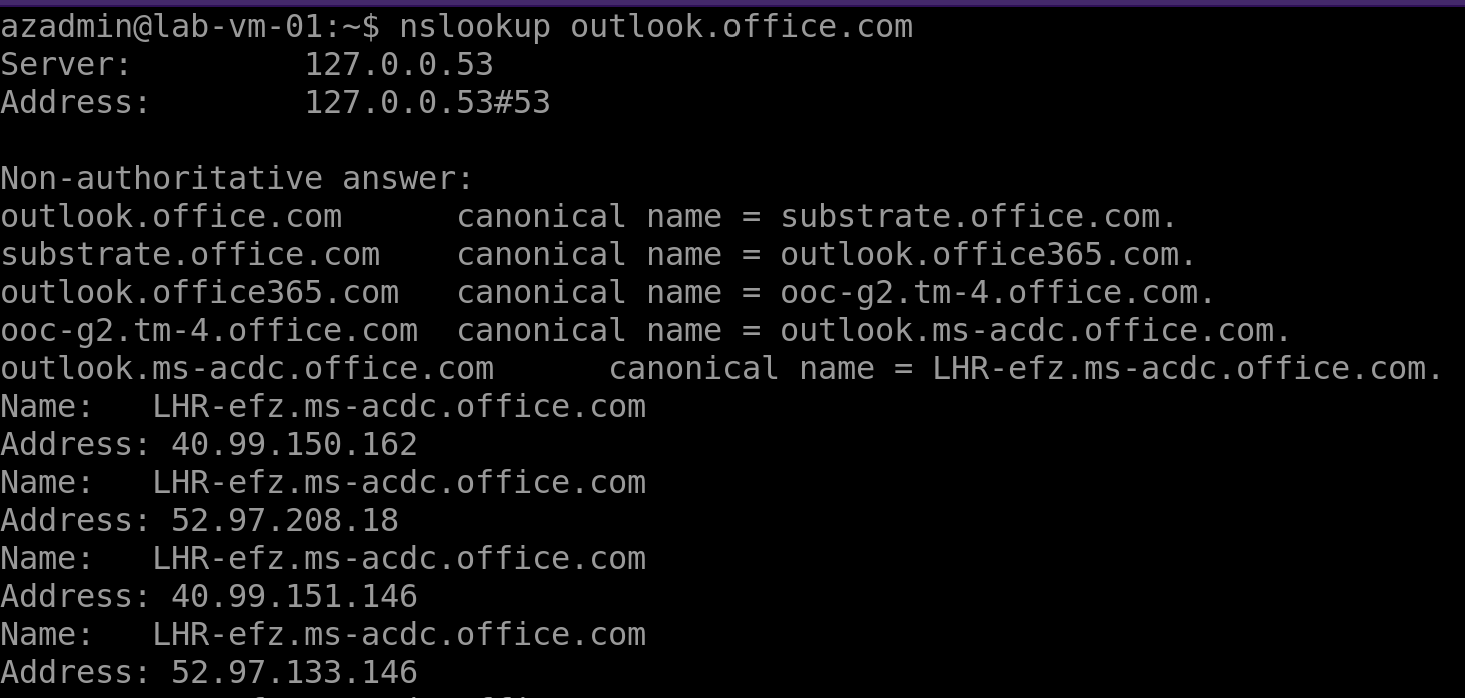 azadmin@lab-vm-01:~$ nslookup outlook.office.com
Server:         127.0.0.53
Address:        127.0.0.53#53

Non-authoritative answer:
outlook.office.com      canonical name = substrate.office.com.
substrate.office.com    canonical name = outlook.office365.com.
outlook.office365.com   canonical name = ooc-g2.tm-4.office.com.
ooc-g2.tm-4.office.com  canonical name = outlook.ms-acdc.office.com.
outlook.ms-acdc.office.com      canonical name = LHR-efz.ms-acdc.office.com.
Name:   LHR-efz.ms-acdc.office.com
Address: 40.99.150.162
Name:   LHR-efz.ms-acdc.office.com
Address: 52.97.208.18
Name:   LHR-efz.ms-acdc.office.com
Address: 40.99.151.146
Name:   LHR-efz.ms-acdc.office.com
Address: 52.97.133.146